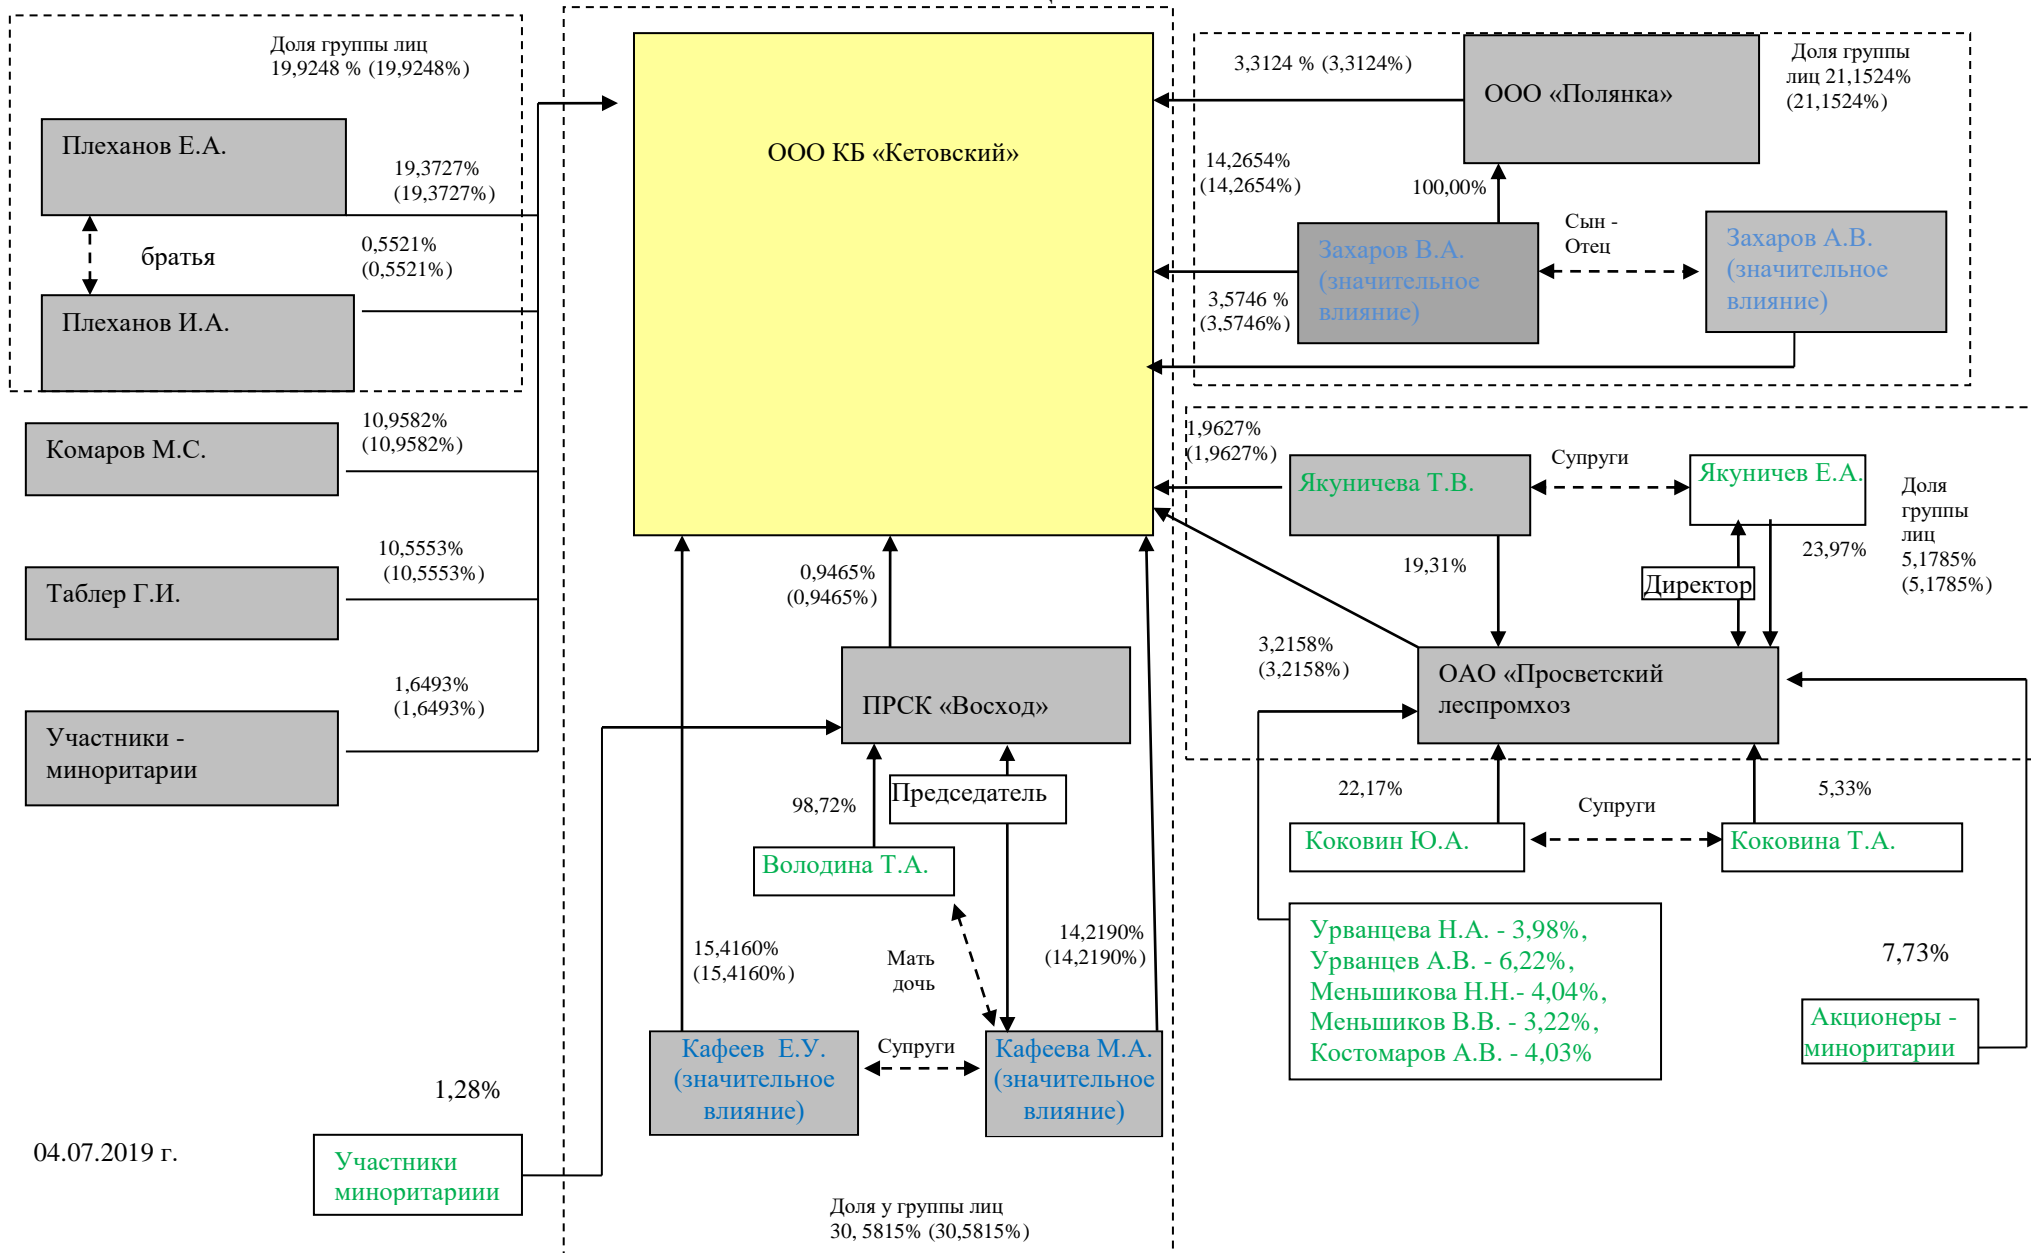 Доля группы лиц
19,9248 % (19,9248%)
Плеханов Е.А.
19,3727%
(19,3727%)
братья
0,5521%
(0,5521%)
Плеханов И.А.
Комаров М.С.
10,9582%
(10,9582%)
Таблер Г.И.
10,5553%
(10,5553%)
Участники -
миноритарии
1,6493%
(1,6493%)
ООО КБ «Кетовский»
3,3124 % (3,3124%)
ООО «Полянка»
Доля группы
лиц 21,1524%
(21,1524%)
14,2654%
(14,2654%)
100,00%
Захаров В.А.
(значительное
влияние)
Сын -
Отец
Захаров А.В.
(значительное
влияние)
3,5746 %
(3,5746%)
1,9627%
(1,9627%)
Якуничева Т.В.
Супруги
Якуничев Е.А.
Доля
группы
лиц
5,1785%
(5,1785%)
19,31%
23,97%
Директор
3,2158%
(3,2158%)
ОАО «Просветский
леспромхоз
22,17%
Супруги
5,33%
Коковин Ю.А.
Коковина Т.А.
Урванцева Н.А. - 3,98%,
Урванцев А.В. - 6,22%,
Меньшикова Н.Н.- 4,04%,
Меньшиков В.В. - 3,22%,
Костомаров А.В. - 4,03%
7,73%
Акционеры -
миноритарии
0,9465%
(0,9465%)
ПРСК «Восход»
98,72%
Председатель
Володина Т.А.
15,4160%
(15,4160%)
Мать
дочь
14,2190%
(14,2190%)
Кафеев Е.У.
(значительное
влияние)
Супруги
Кафеева М.А.
(значительное
влияние)
1,28%
04.07.2019 г.
Участники
миноритариии
Доля у группы лиц
30, 5815% (30,5815%)